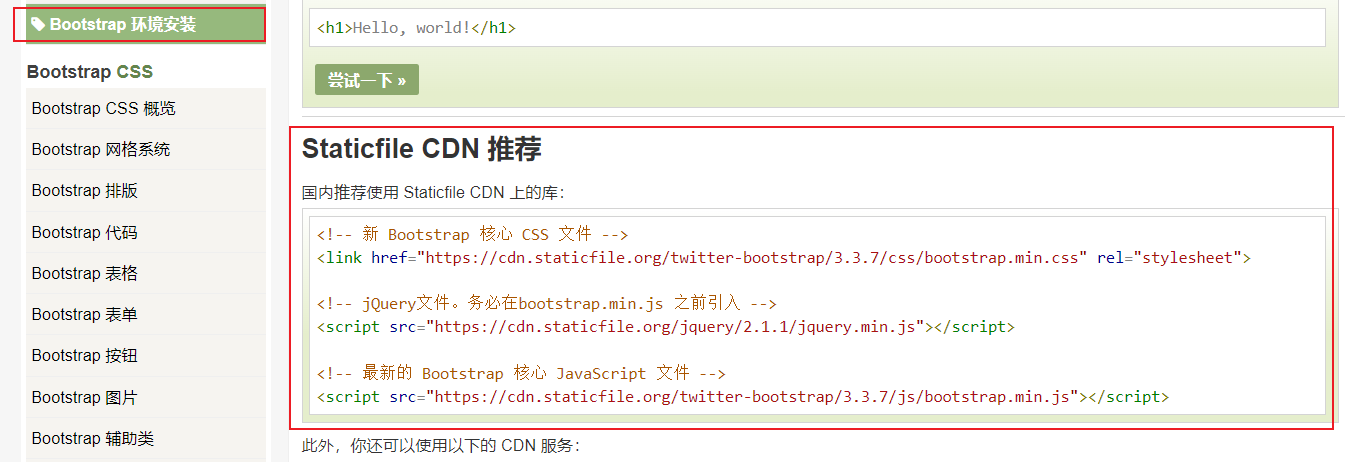 Bootstrap 环境安装
Bootstrap CSS
Bootstrap CSS 概览
Bootstrap 网格系统
Bootstrap 排版
Bootstrap 代码
Bootstrap 表格
Bootstrap 表单
Bootstrap 按钮
Bootstrap 图片
Bootstrap 辅助类
<h1>Hello, world!</h1>
尝试一下 »
Staticfile CDN 推荐
国内推荐使用 Staticfile CDN 上的库：
<!-- 新 Bootstrap 核心 CSS 文件 -->
<link href="https://cdn.staticfile.org/twitter-bootstrap/3.3.7/css/bootstrap.min.css" rel="stylesheet">
<!-- jQuery文件。务必在bootstrap.min.js 之前引入 -->
<script src="https://cdn.staticfile.org/jquery/2.1.1/jquery.min.js"></script>
<!-- 最新的 Bootstrap 核心 JavaScript 文件 -->
<script src="https://cdn.staticfile.org/twitter-bootstrap/3.3.7/js/bootstrap.min.js"></script>
此外，你还可以使用以下的 CDN 服务：